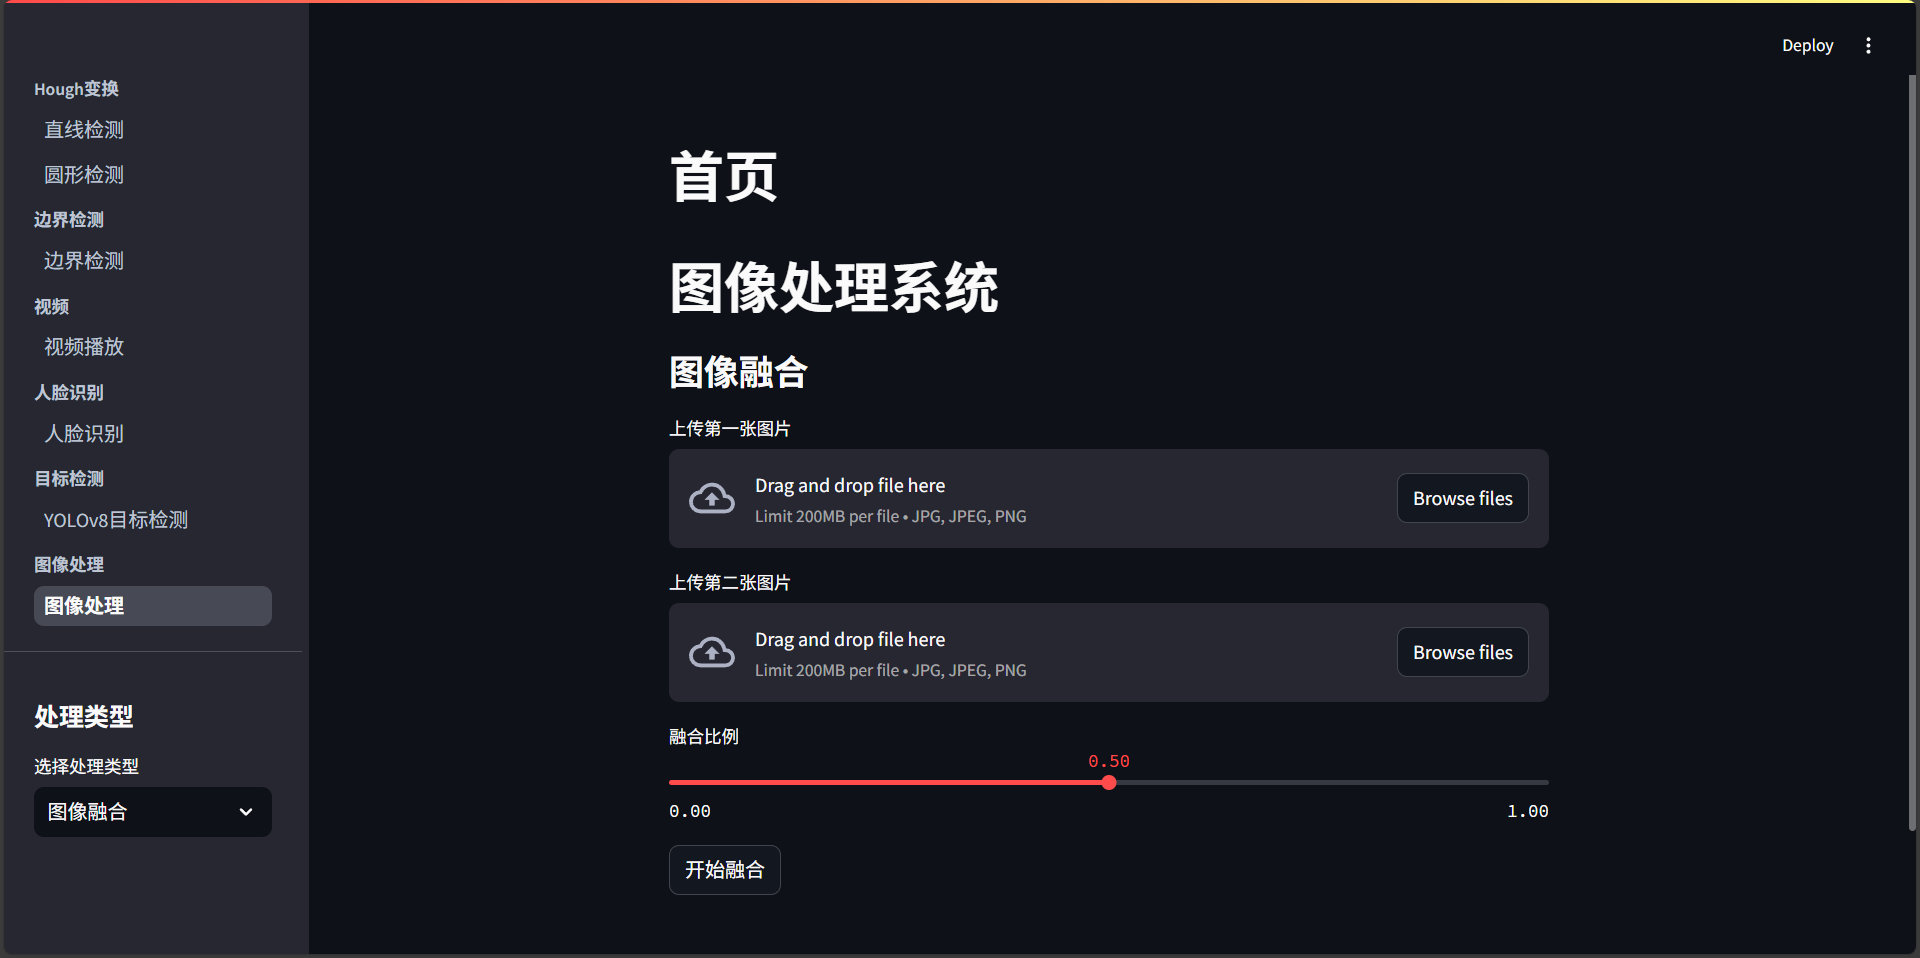 Deploy
Hough变换
直线检测
圆形检测
边界检测
边界检测
视频
视频播放
人脸识别
人脸识别
目标检测
YOLOv8目标检测
图像处理
图像处理
处理类型
选择处理类型
图像融合
首页
图像处理系统
图像融合
上传第一张图片
Drag and drop file here
Limit 200MB per file • JPG, JPEG, PNG
Browse files
上传第二张图片
Drag and drop file here
Limit 200MB per file • JPG, JPEG, PNG
Browse files
融合比例
0.50
0.00 1.00
开始融合